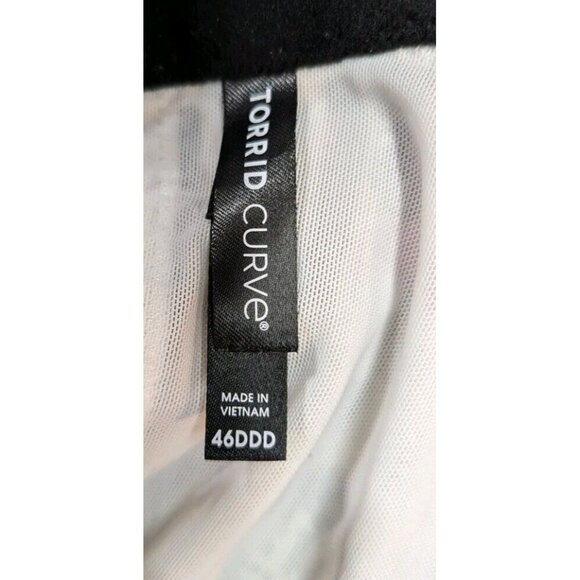 TORRID CURVE®
MADE IN
VIETNAM
46DDD